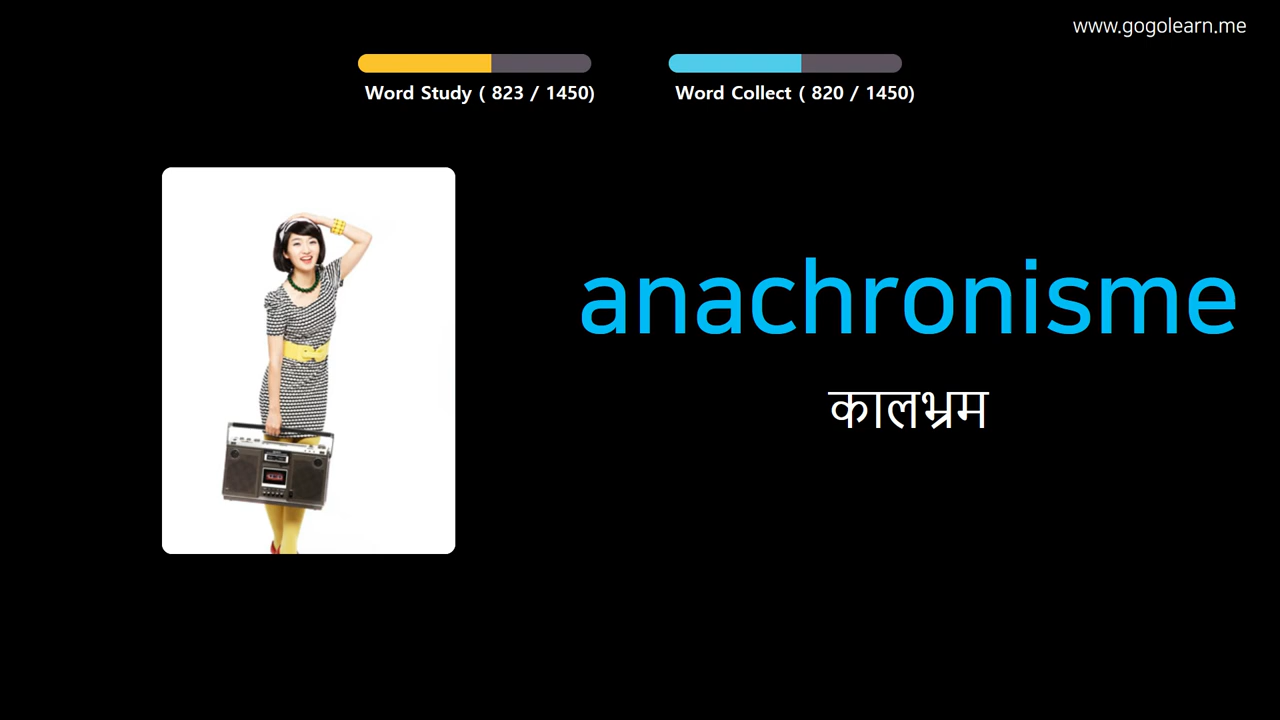 www.gogolearn.me
Word Study ( 823 / 1450)
Word Collect ( 820 / 1450)
anachronisme
कालभ्रम